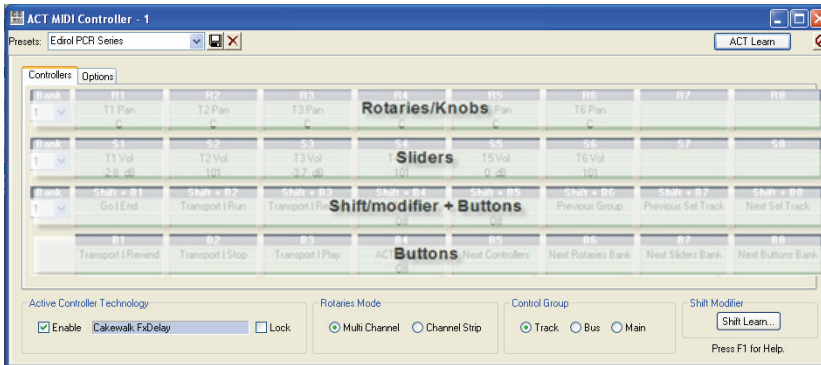 ACT MIDI Controller - 1
Presets: Edirol PCR Series ACT Learn
Controllers Options
Bank R1 R2 R3 R4 R5 R6 R7 R8
1 T1 Pan T2 Pan T3 Pan Rotaries/Knobs Pan T6 Pan
C C C C C C
Bank S1 S2 S3 S4 S5 S6 S7 S8
1 T1 Vol T2 Vol T3 Vol Sliders T5 Vol T6 Vol
-2.8 dB 101 -3.7 dB 101 0 dB 101
Bank Shift + B1 Shift + B2 Shift + B3 Shift + B4 Shift + B5 Shift + B6 Shift + B7 Shift + B8
1 Go | End Transport | Run Transport | Shift/modifier + Buttons Previous Group Previous Sel Track Next Sel Track
Off Off
B1 B2 B3 B4 B5 B6 B7 B8
Transport | Rewind Transport | Stop Transport | Play ACT Buttons Next Controllers Next Rotaries Bank Next Sliders Bank Next Buttons Bank
Off
Active Controller Technology Rotaries Mode Control Group Shift Modifier
Enable Cakewalk FxDelay Lock Multi Channel Channel Strip Track Bus Main Shift Learn...
Press F1 for Help.